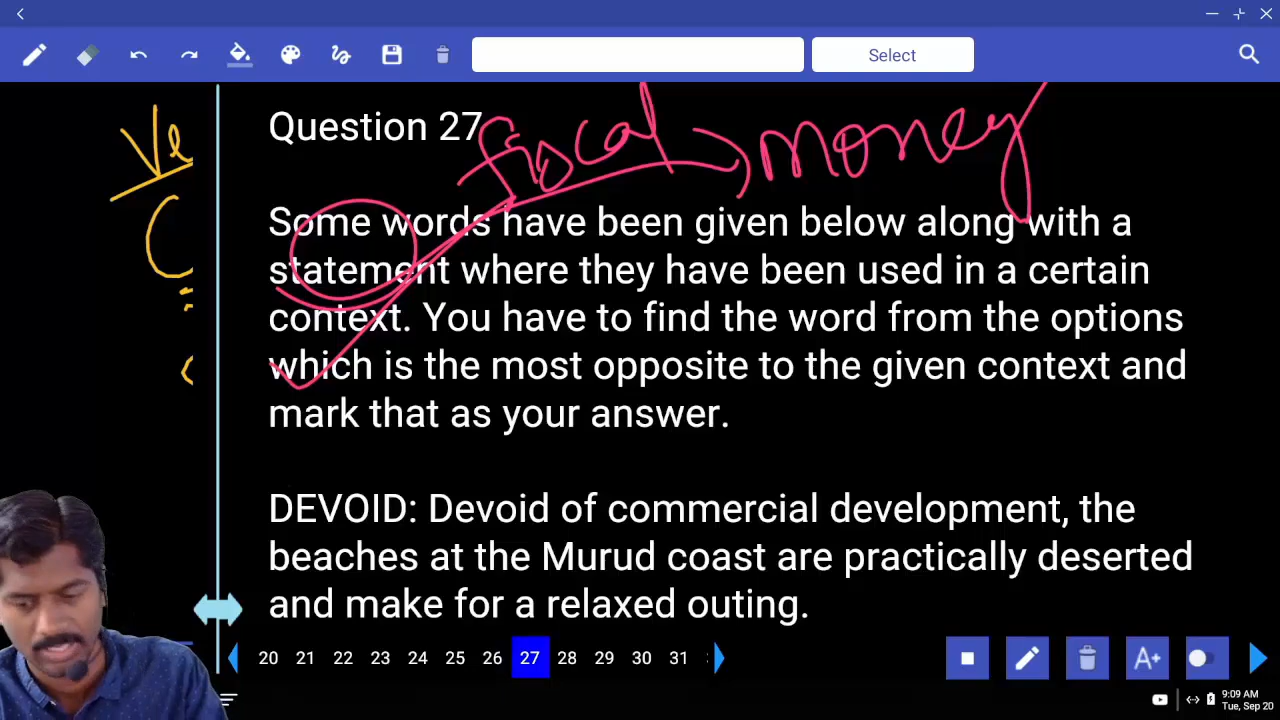 Select
Question 27
fiscal → money
Ve
Some words have been given below along with a
statement where they have been used in a certain
context. You have to find the word from the options
which is the most opposite to the given context and
mark that as your answer.
DEVOID: Devoid of commercial development, the
beaches at the Murud coast are practically deserted
and make for a relaxed outing.
20 21 22 23 24 25 26 27 28 29 30 31
A+
9:09 AM
Tue, Sep 20